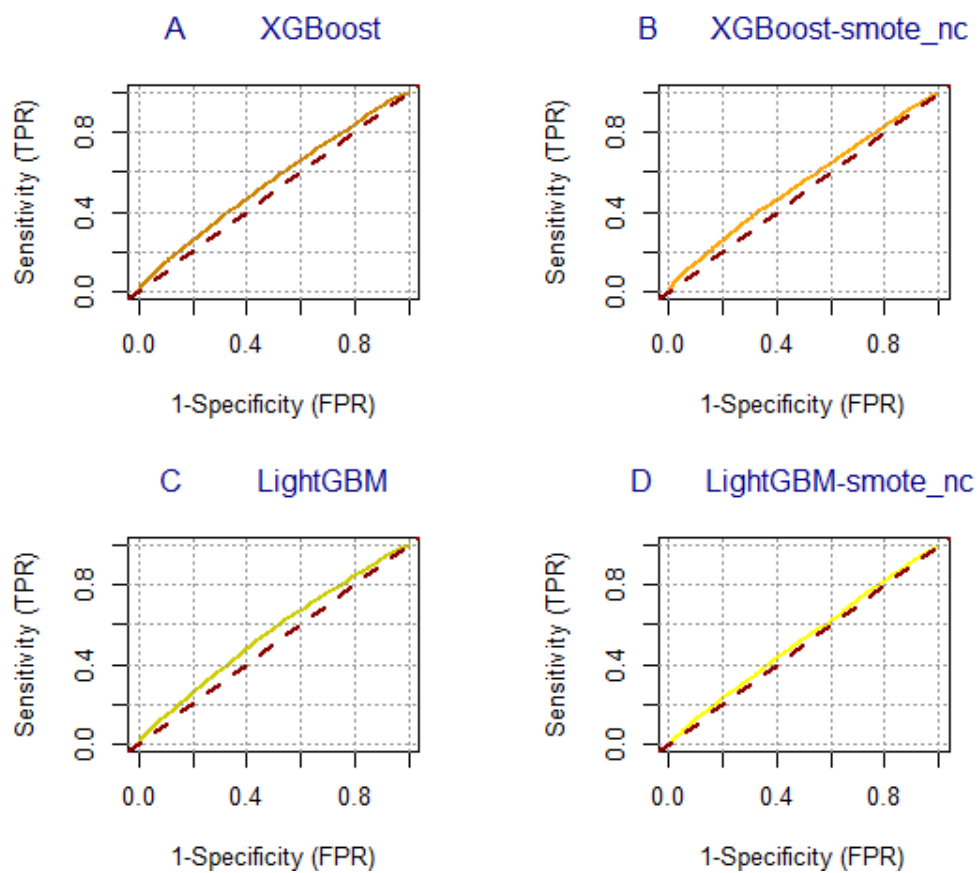 A XGBoost
Sensitivity (TPR)
0.0 0.4 0.8
0.0 0.4 0.8
1-Specificity (FPR)
B XGBoost-smote_nc
Sensitivity (TPR)
0.0 0.4 0.8
0.0 0.4 0.8
1-Specificity (FPR)
C LightGBM
Sensitivity (TPR)
0.0 0.4 0.8
0.0 0.4 0.8
1-Specificity (FPR)
D LightGBM-smote_nc
Sensitivity (TPR)
0.0 0.4 0.8
0.0 0.4 0.8
1-Specificity (FPR)